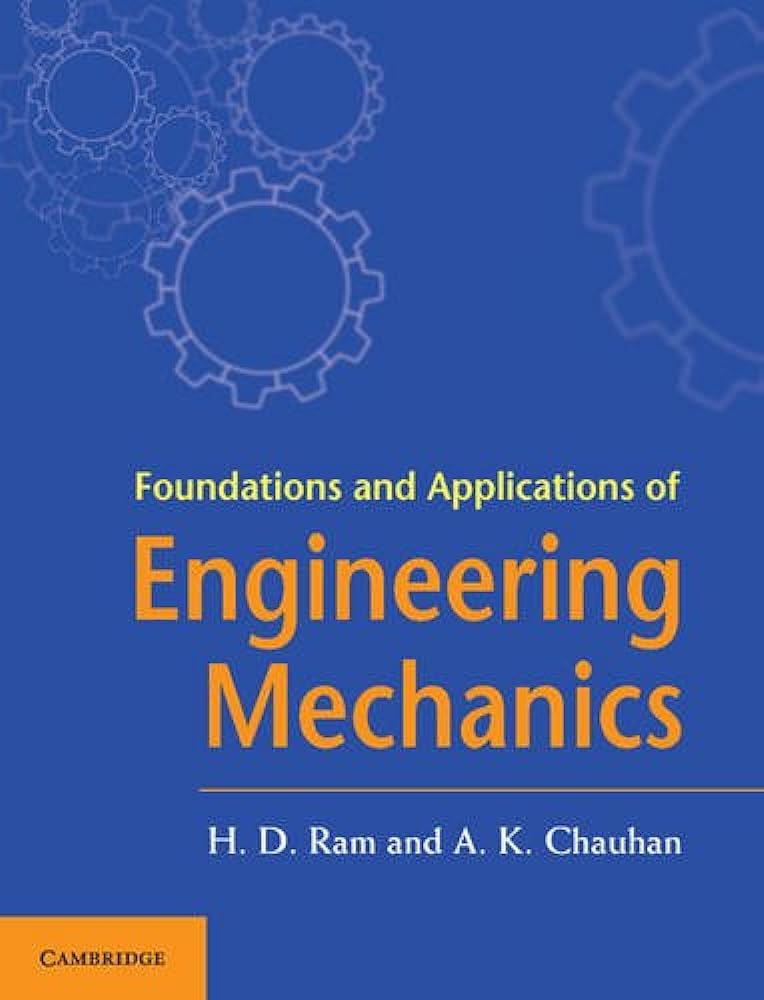 Foundations and Applications of
Engineering
Mechanics
H. D. Ram and A. K. Chauhan
CAMBRIDGE